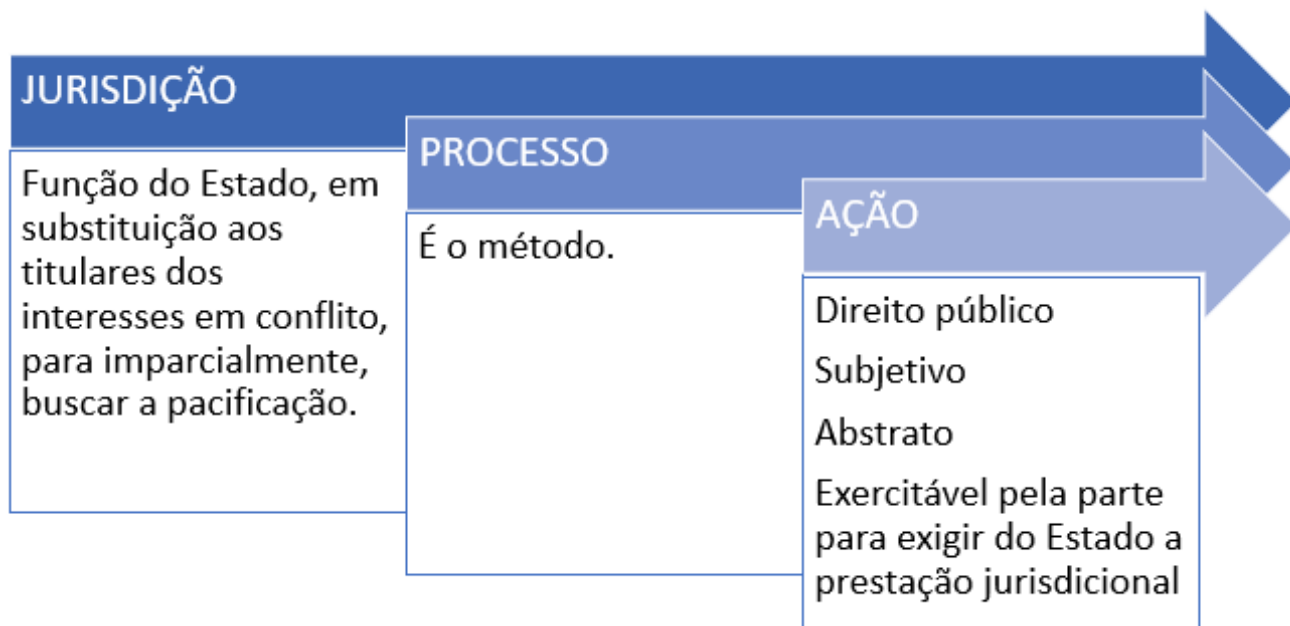 JURISDIÇÃO
Função do Estado, em
substituição aos
titulares dos
interesses em conflito,
para imparcialmente,
buscar a pacificação.
PROCESSO
É o método.
AÇÃO
Direito público
Subjetivo
Abstrato
Exercitável pela parte
para exigir do Estado a
prestação jurisdicional